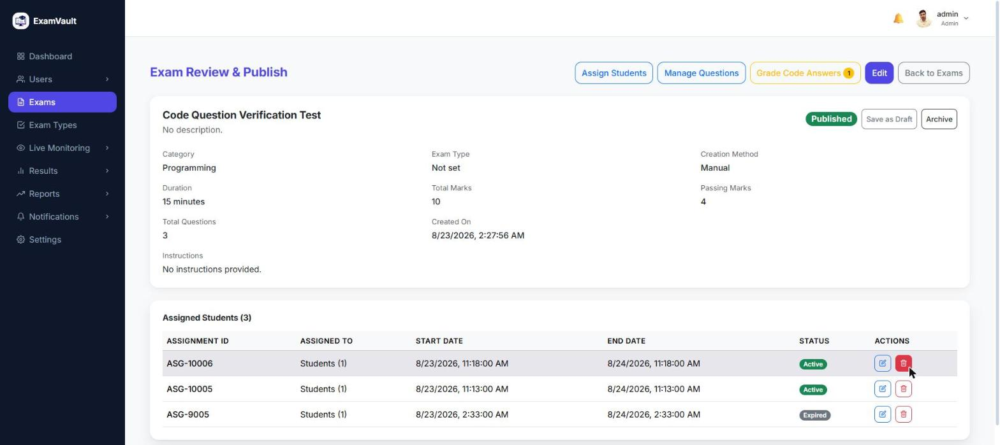 ExamVault
admin
Admin
Dashboard
Users
Exams
Exam Types
Live Monitoring
Results
Reports
Notifications
Settings
Exam Review & Publish
Assign Students
Manage Questions
Grade Code Answers 1
Edit
Back to Exams
Code Question Verification Test
No description.
Published
Save as Draft
Archive
Category
Programming
Exam Type
Not set
Creation Method
Manual
Duration
15 minutes
Total Marks
10
Passing Marks
4
Total Questions
3
Created On
8/23/2026, 2:27:56 AM
Instructions
No instructions provided.
Assigned Students (3)
ASSIGNMENT ID ASSIGNED TO START DATE END DATE STATUS ACTIONS
ASG-10006 Students (1) 8/23/2026, 11:18:00 AM 8/24/2026, 11:18:00 AM Active
ASG-10005 Students (1) 8/23/2026, 11:13:00 AM 8/24/2026, 11:13:00 AM Active
ASG-9005 Students (1) 8/23/2026, 2:33:00 AM 8/24/2026, 2:33:00 AM Expired